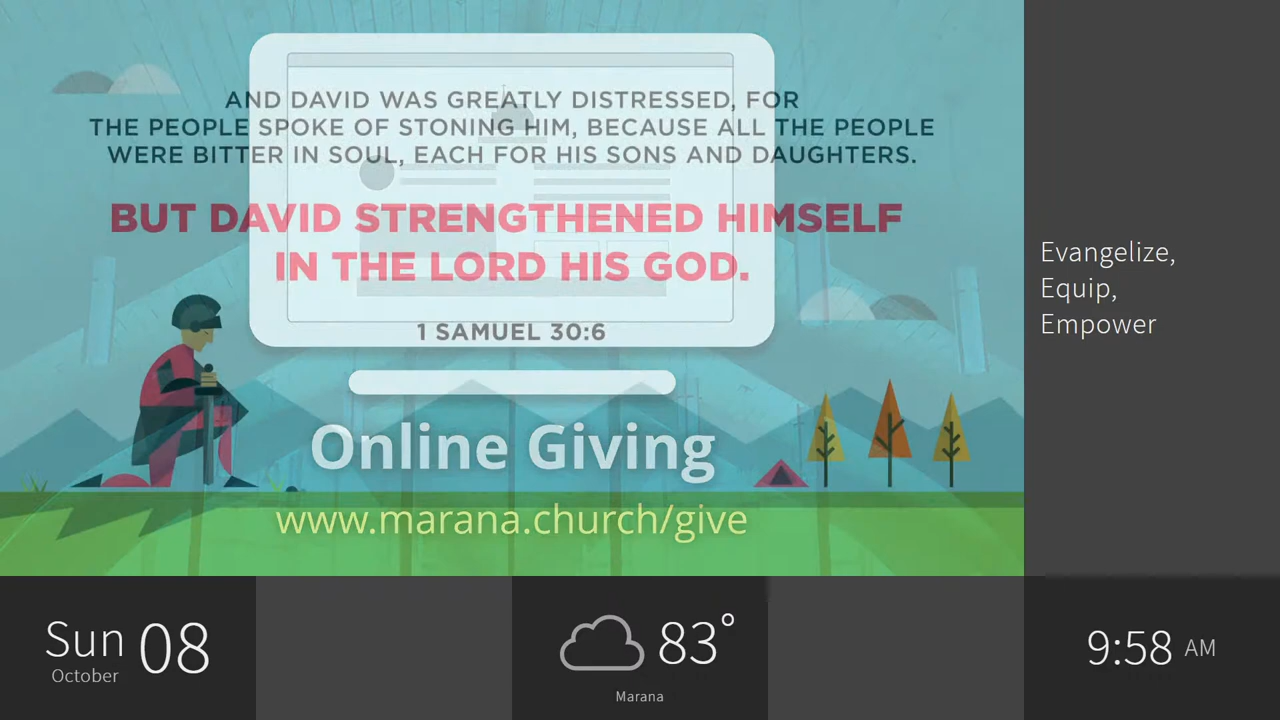 AND DAVID WAS GREATLY DISTRESSED, FOR
THE PEOPLE SPOKE OF STONING HIM, BECAUSE ALL THE PEOPLE
WERE BITTER IN SOUL, EACH FOR HIS SONS AND DAUGHTERS.
BUT DAVID STRENGTHENED HIMSELF
IN THE LORD HIS GOD.
1 SAMUEL 30:6
Online Giving
www.marana.church/give
Evangelize,
Equip,
Empower
Sun 08
October
83°
Marana
9:58 AM